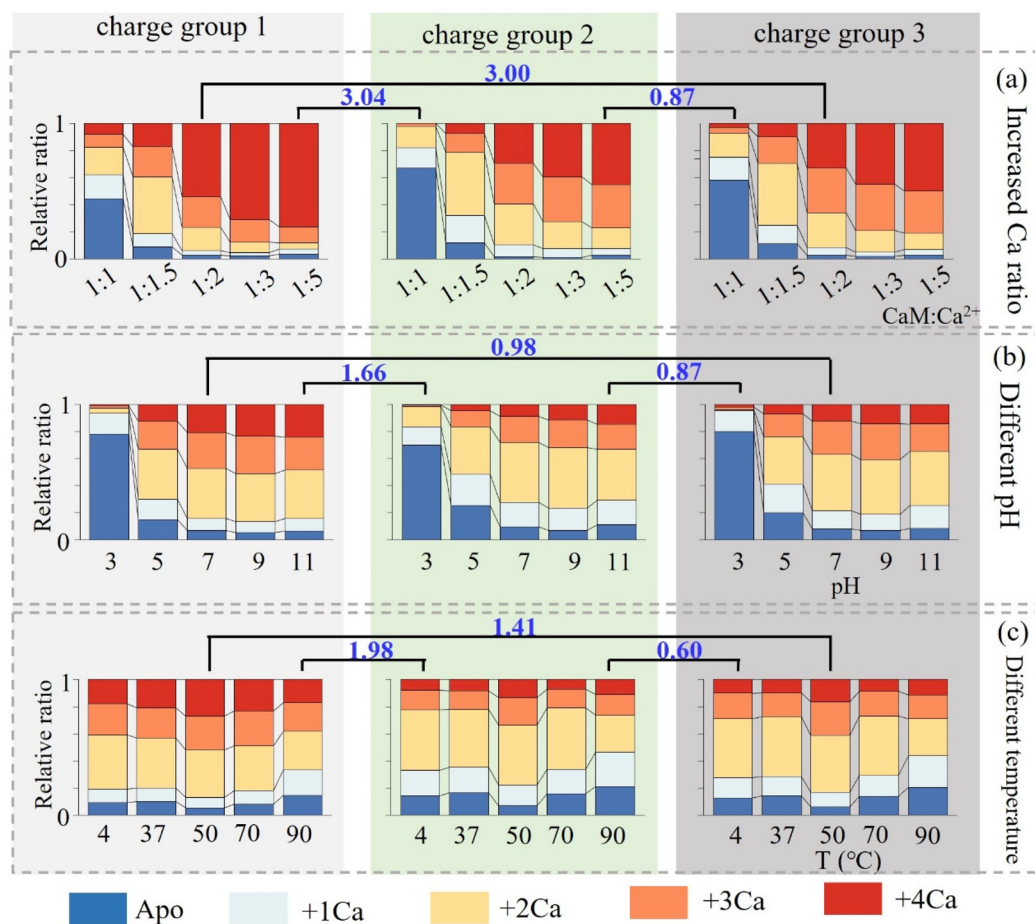 charge group 1
charge group 2
charge group 3
(a)
Increased Ca ratio
3.00
3.04
0.87
Relative ratio
1
0
1:1
1:1.5
1:2
1:3
1:5
1:1
1:1.5
1:2
1:3
1:5
1:1
1:1.5
1:2
1:3
1:5
CaM:Ca²⁺
(b)
Different pH
0.98
1.66
0.87
Relative ratio
1
0
3 5 7 9 11
3 5 7 9 11
3 5 7 9 11
pH
(c)
Different temperature
1.41
1.98
0.60
Relative ratio
1
0
4 37 50 70 90
4 37 50 70 90
4 37 50 70 90
T (°C)
Apo
+1Ca
+2Ca
+3Ca
+4Ca